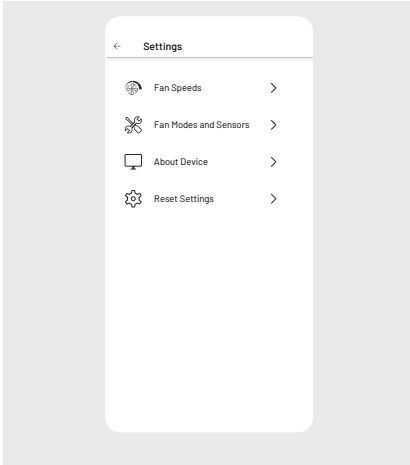 Settings
Fan Speeds
Fan Modes and Sensors
About Device
Reset Settings